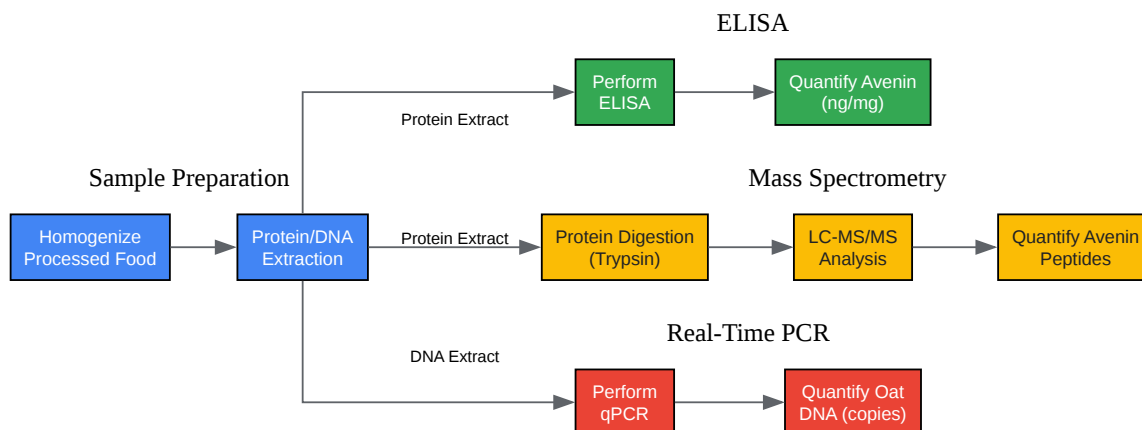 ELISA
Perform
ELISA
Quantify Avenin
(ng/mg)
Protein Extract
Sample Preparation
Mass Spectrometry
Homogenize
Processed Food
Protein/DNA
Extraction
Protein Extract
Protein Digestion
(Trypsin)
LC-MS/MS
Analysis
Quantify Avenin
Peptides
Real-Time PCR
DNA Extract
Perform
qPCR
Quantify Oat
DNA (copies)